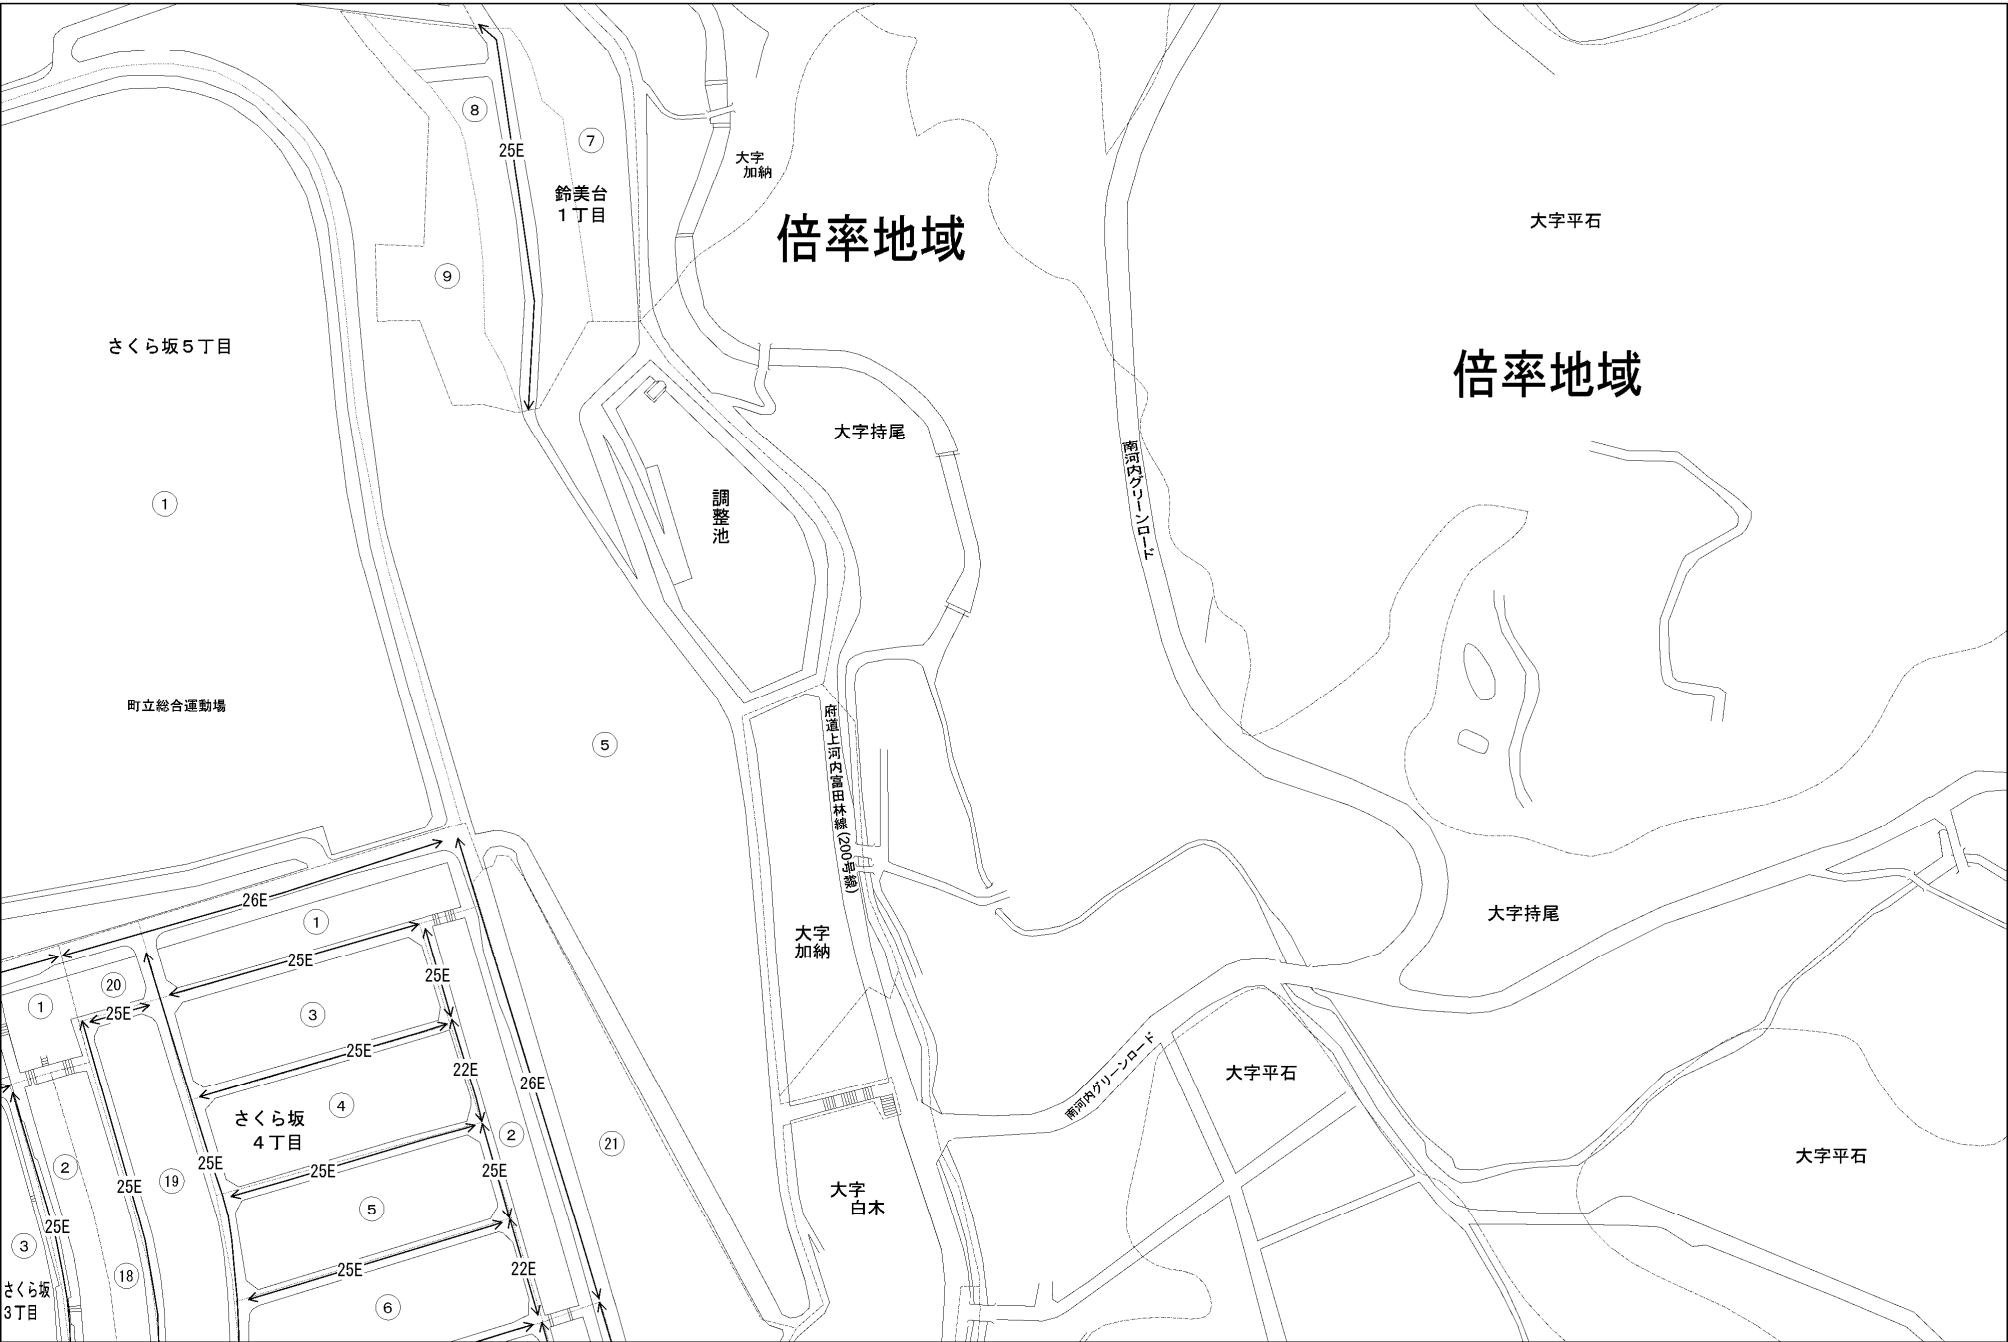 ⑧
25E
⑦
大字
加納
鈴美台
1丁目
倍率地域
大字平石
⑨
さくら坂5丁目
倍率地域
大字持尾
南河内グリーンロード
①
調整池
町立総合運動場
⑤
府道上河内富田林線(200号線)
26E
①
大字
加納
大字持尾
25E
25E
⑳
①
25E
③
25E
22E
26E
南河内グリーンロード
大字平石
④
さくら坂
4丁目
②
㉑
大字平石
②
25E
25E
25E
⑲
25E
大字
白木
⑤
25E
③
⑱
25E
22E
さくら坂
3丁目
⑥